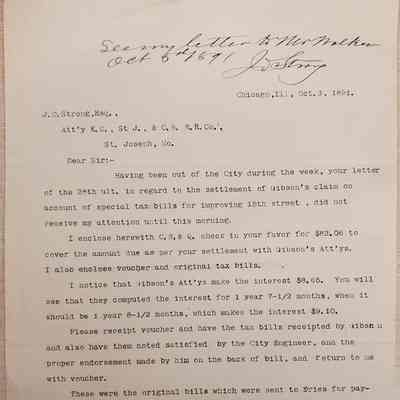 See my letter to Mr Walker
Oct 5th 1891 J D Strong
Chicago,Ill, Oct.3, 1891.
J.D.Strong,Esq.,
Att'y K.C., St J., & C.B. R.R.Co.,
St. Joseph, Mo.
Dear Sir:-
Having been out of the City during the week, your letter
of the 28th ult. in regard to the settlement of Gibson's claim on
account of special tax bills for improving 18th street , did not
receive my attention until this morning.
I enclose herewith C.B.& Q. check in your favor for $82.06 to
cover the amount due as per your settlement with Gibson's Att'ys.
I also enclose voucher and original tax bills.
I notice that Gibson's Att'ys make the interest $8.65. You will
see that they computed the interest for 1 year 7-1/2 months, when it
should be 1 year 8-1/2 months, which makes the interest $9.10.
Please receipt voucher and have the tax bills receipted by Gibson
and also have them noted satisfied by the City Engineer, and the
proper endorsement made by him on the back of bill, and return to me
with voucher.
These were the original bills which were sent to Fries for pay-